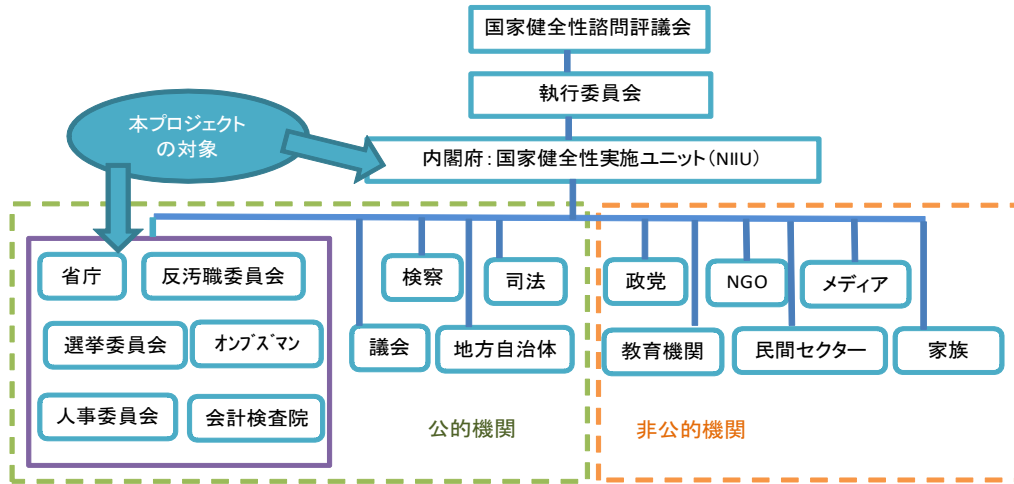 国家健全性諮問評議会
執行委員会
本プロジェクト
の対象
内閣府：国家健全性実施ユニット（NIIU）
省庁
反汚職委員会
検察
司法
政党
NGO
メディア
選挙委員会
オンブズマン
議会
地方自治体
教育機関
民間セクター
家族
人事委員会
会計検査院
公的機関
非公的機関